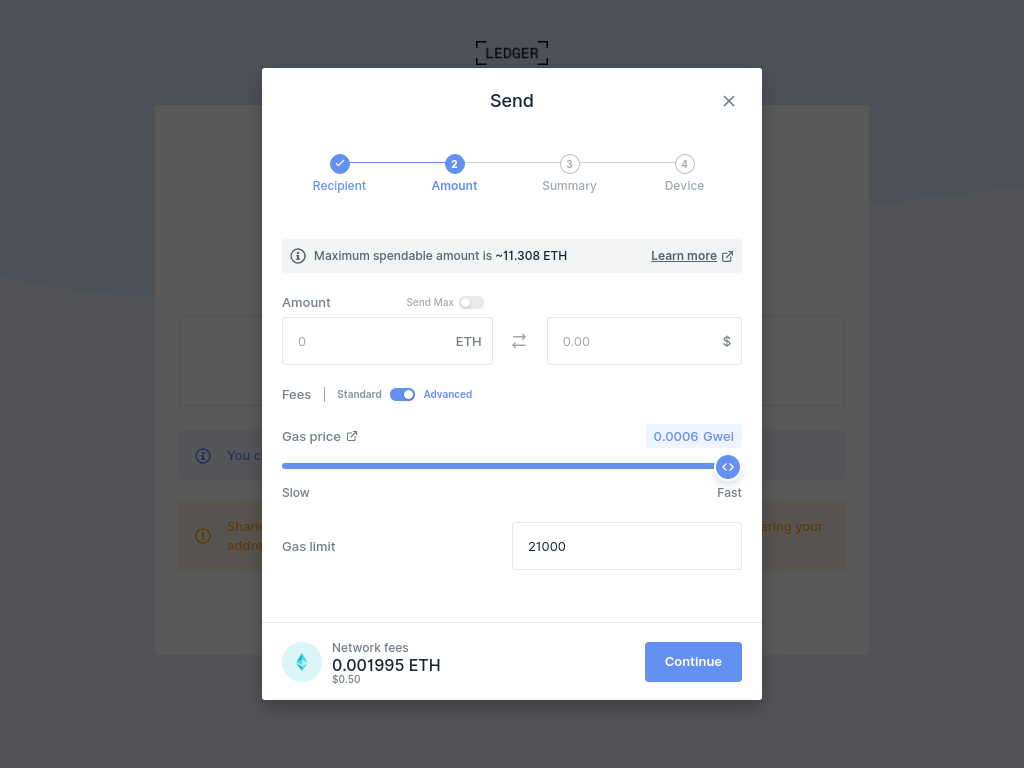 LEDGER
Send
2
3
4
Recipient
Amount
Summary
Device
Maximum spendable amount is ~11.308 ETH
Learn more
Amount
Send Max
0
ETH
0.00
$
Fees
Standard
Advanced
Gas price
0.0006 Gwei
Slow
Fast
Gas limit
21000
Network fees
0.001995 ETH
$0.50
Continue
You c
Sharin
aring your
addre